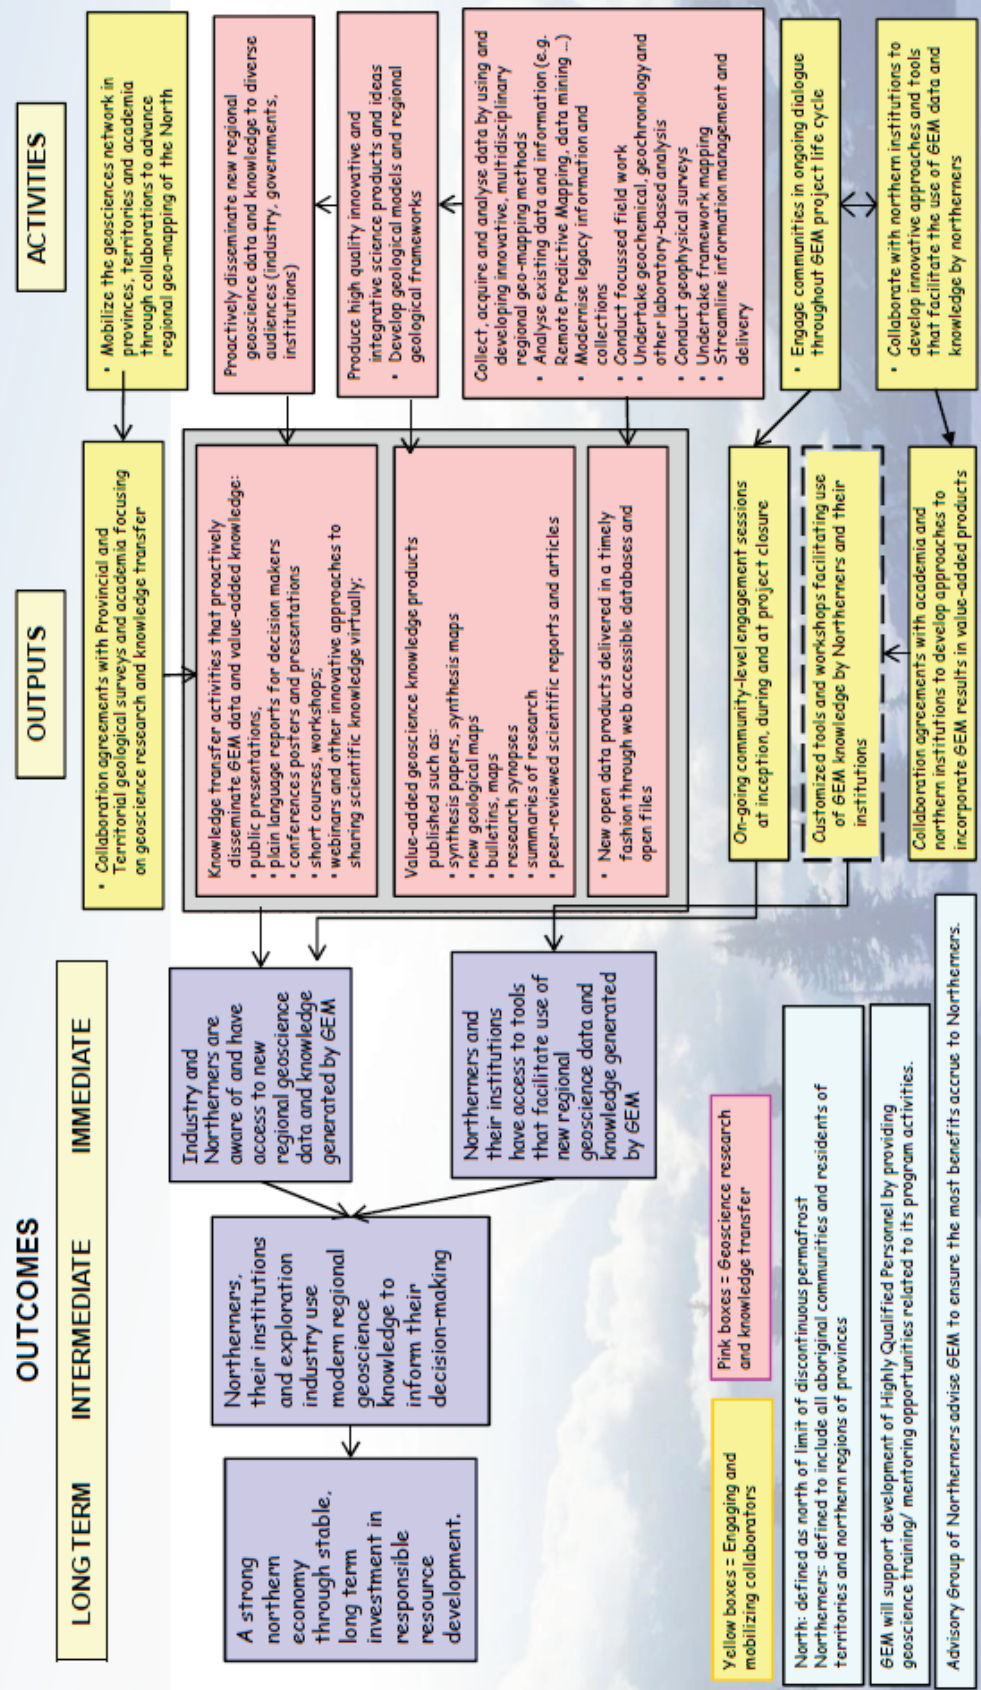 OUTCOMES
LONG TERM
INTERMEDIATE
IMMEDIATE
OUTPUTS
ACTIVITIES
A strong
northern
economy
through stable,
long term
investment in
responsible
resource
development.
Northerners,
their institutions
and exploration
industry use
modern regional
geoscience
knowledge to
inform their
decision-making
Industry and
Northerners are
aware of and have
access to new
regional geoscience
data and knowledge
generated by GEM
Northerners and
their institutions
have access to tools
that facilitate use of
new regional
geoscience data and
knowledge generated
by GEM
• Collaboration agreements with Provincial and
Territorial geological surveys and academia focusing
on geoscience research and knowledge transfer
Knowledge transfer activities that proactively
disseminate GEM data and value-added knowledge:
• public presentations,
• plain language reports for decision makers
• conferences posters and presentations
• short courses, workshops;
• webinars and other innovative approaches to
sharing scientific knowledge virtually;
Value-added geoscience knowledge products
published such as:
• synthesis papers, synthesis maps
• new geological maps
• bulletins, maps
• research synopses
• summaries of research
• peer-reviewed scientific reports and articles
• New open data products delivered in a timely
fashion through web accessible databases and
open files
On-going community-level engagement sessions
at inception, during and at project closure
Customized tools and workshops facilitating use
of GEM knowledge by Northerners and their
institutions
Collaboration agreements with academia and
northern institutions to develop approaches to
incorporate GEM results in value-added products
• Mobilize the geosciences network in
provinces, territories and academia
through collaborations to advance
regional geo-mapping of the North
Proactively disseminate new regional
geoscience data and knowledge to diverse
audiences (industry, governments,
institutions)
Produce high quality innovative and
integrative science products and ideas
• Develop geological models and regional
geological frameworks
Collect, acquire and analyse data by using and
developing innovative, multidisciplinary
regional geo-mapping methods
• Analyse existing data and information (e.g.
Remote Predictive Mapping, data mining …)
• Modernise legacy information and
collections
• Conduct focussed field work
• Undertake geochemical, geochronology and
other laboratory-based analysis
• Conduct geophysical surveys
• Undertake framework mapping
• Streamline information management and
delivery
• Engage communities in ongoing dialogue
throughout GEM project life cycle
• Collaborate with northern institutions to
develop innovative approaches and tools
that facilitate the use of GEM data and
knowledge by northerners
Yellow boxes = Engaging and
mobilizing collaborators
Pink boxes = Geoscience research
and knowledge transfer
North: defined as north of limit of discontinuous permafrost
Northerners: defined to include all aboriginal communities and residents of
territories and northern regions of provinces
GEM will support development of Highly Qualified Personnel by providing
geoscience training/ mentoring opportunities related to its program activities.
Advisory Group of Northerners advise GEM to ensure the most benefits accrue to Northerners.